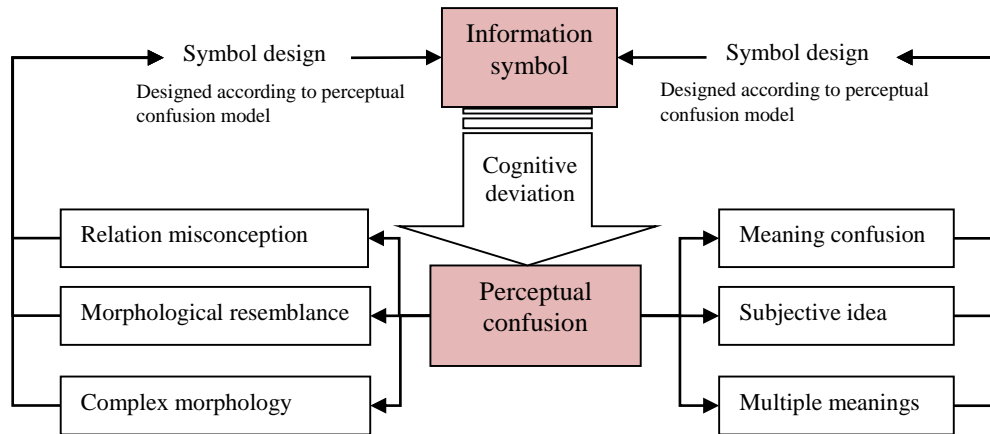 Information
symbol
Symbol design
Designed according to perceptual
confusion model
Symbol design
Designed according to perceptual
confusion model
Cognitive
deviation
Relation misconception
Morphological resemblance
Complex morphology
Perceptual
confusion
Meaning confusion
Subjective idea
Multiple meanings